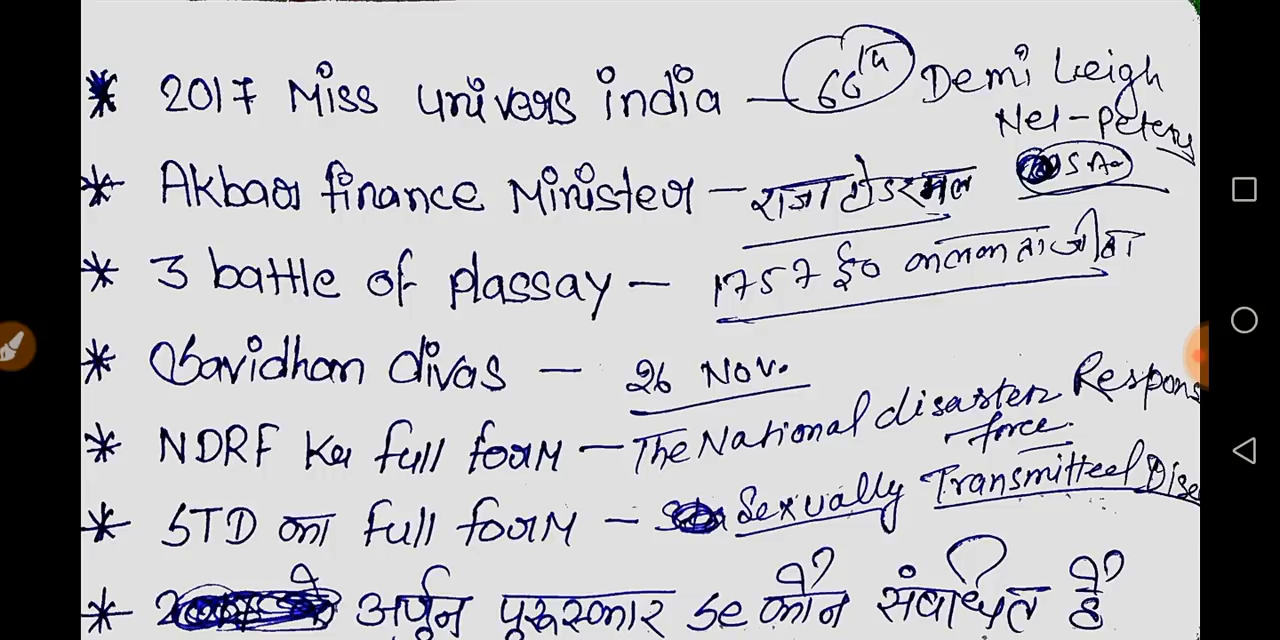 * 2017 Miss univers india — 66th Demi Leigh
Nel-Peters
* Akbar finance Minister — राजा टोडरमल SA
* 3 battle of plassay — 1757 ई०
* Savidhan divas — 26 Nov.
* NDRF Ka full form — The National disaster Respons
force.
* STD का full form — Sexually Transmitted Dise
* अर्जुन पुरूस्कार se कौन संबंधित है